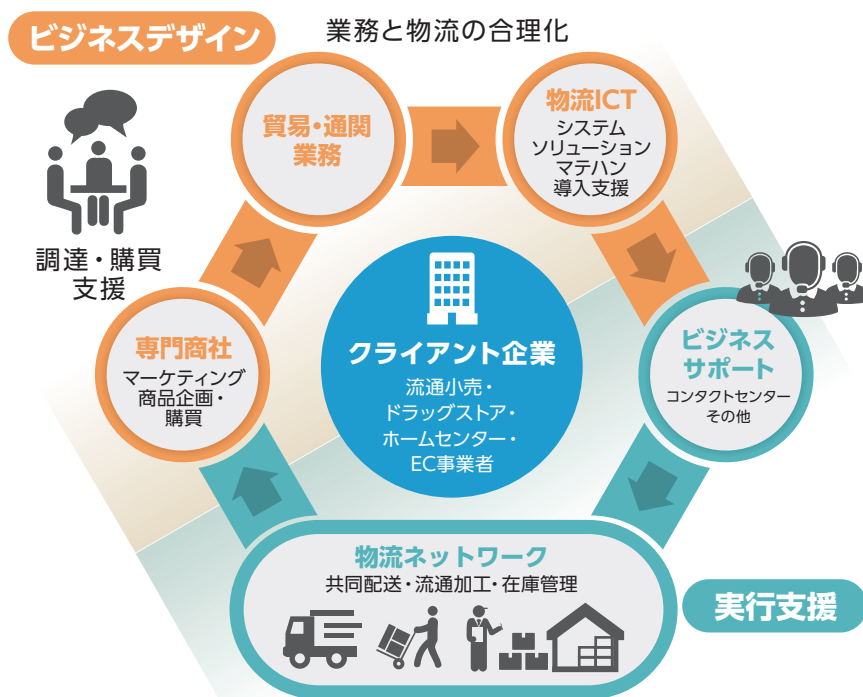 ビジネスデザイン
業務と物流の合理化
貿易・通関
業務
物流ICT
システム
ソリューション
マテハン
導入支援
調達・購買
支援
専門商社
マーケティング
商品企画・
購買
クライアント企業
流通小売・
ドラッグストア・
ホームセンター・
EC事業者
ビジネス
サポート
コンタクトセンター
その他
物流ネットワーク
共同配送・流通加工・在庫管理
実行支援